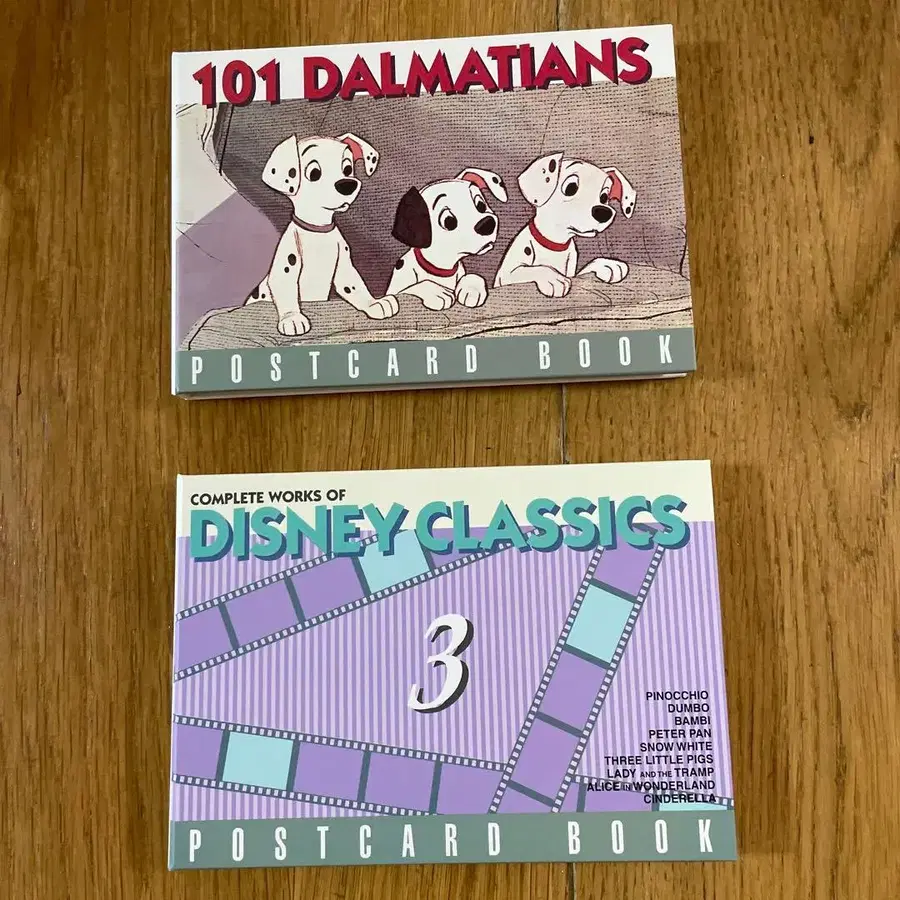 101 DALMATIANS
POSTCARD BOOK
COMPLETE WORKS OF
DISNEY CLASSICS
3
PINOCCHIO
DUMBO
BAMBI
PETER PAN
SNOW WHITE
THREE LITTLE PIGS
LADY AND THE TRAMP
ALICE IN WONDERLAND
CINDERELLA
POSTCARD BOOK